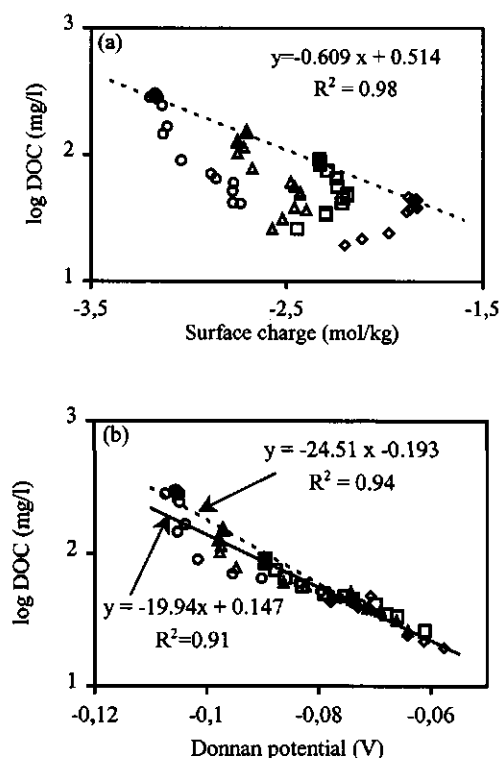 (a)
y=-0.609 x + 0.514
R² = 0.98
3
2
1
log DOC (mg/l)
-3,5
-2,5
-1,5
Surface charge (mol/kg)
(b)
y = -24.51 x -0.193
R² = 0.94
3
2
1
log DOC (mg/l)
y = -19.94x + 0.147
R²=0.91
-0,12
-0,1
-0,08
-0,06
Donnan potential (V)